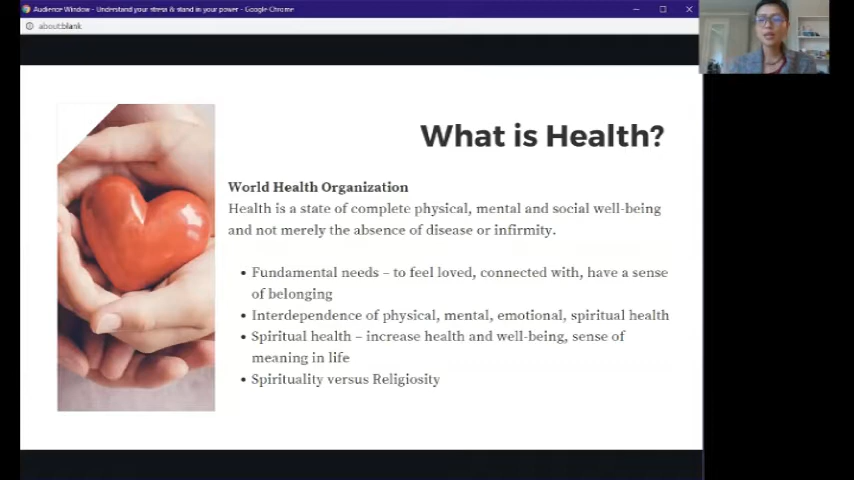 Audience Window - Understand your stress & stand in your power - Google Chrome
about:blank
What is Health?
World Health Organization
Health is a state of complete physical, mental and social well-being
and not merely the absence of disease or infirmity.
• Fundamental needs – to feel loved, connected with, have a sense
of belonging
• Interdependence of physical, mental, emotional, spiritual health
• Spiritual health – increase health and well-being, sense of
meaning in life
• Spirituality versus Religiosity